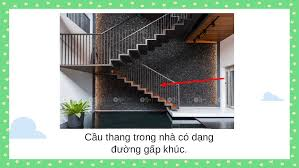 Cầu thang trong nhà có dạng
đường gấp khúc.